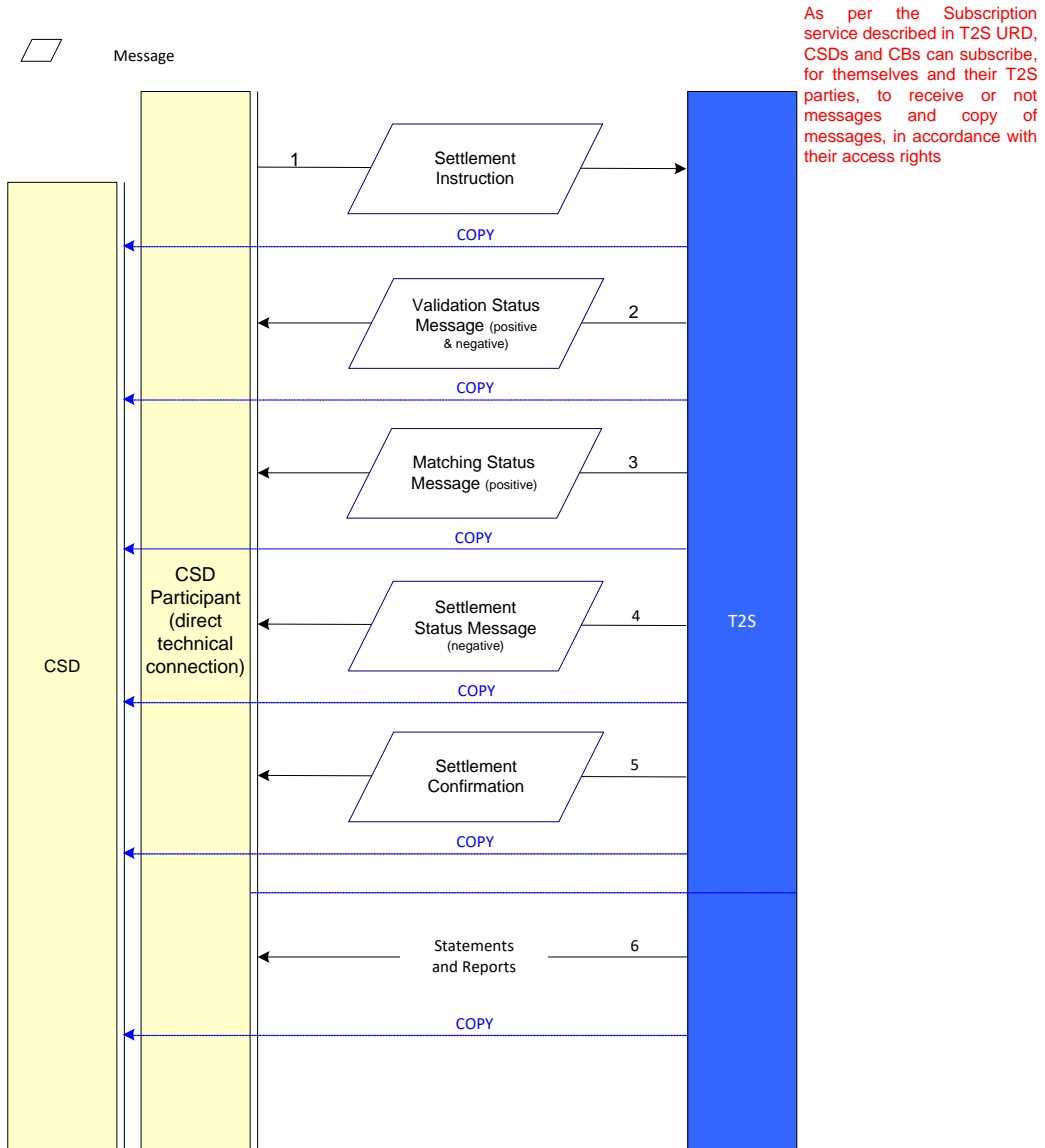 As per the Subscription
service described in T2S URD,
CSDs and CBs can subscribe,
for themselves and their T2S
parties, to receive or not
messages and copy of
messages, in accordance with
their access rights
Message
1
Settlement
Instruction
COPY
Validation Status
Message (positive
& negative)
2
COPY
Matching Status
Message (positive)
3
COPY
CSD
Participant
(direct
technical
connection)
Settlement
Status Message
(negative)
4
T2S
CSD
COPY
Settlement
Confirmation
5
COPY
Statements
and Reports
6
COPY